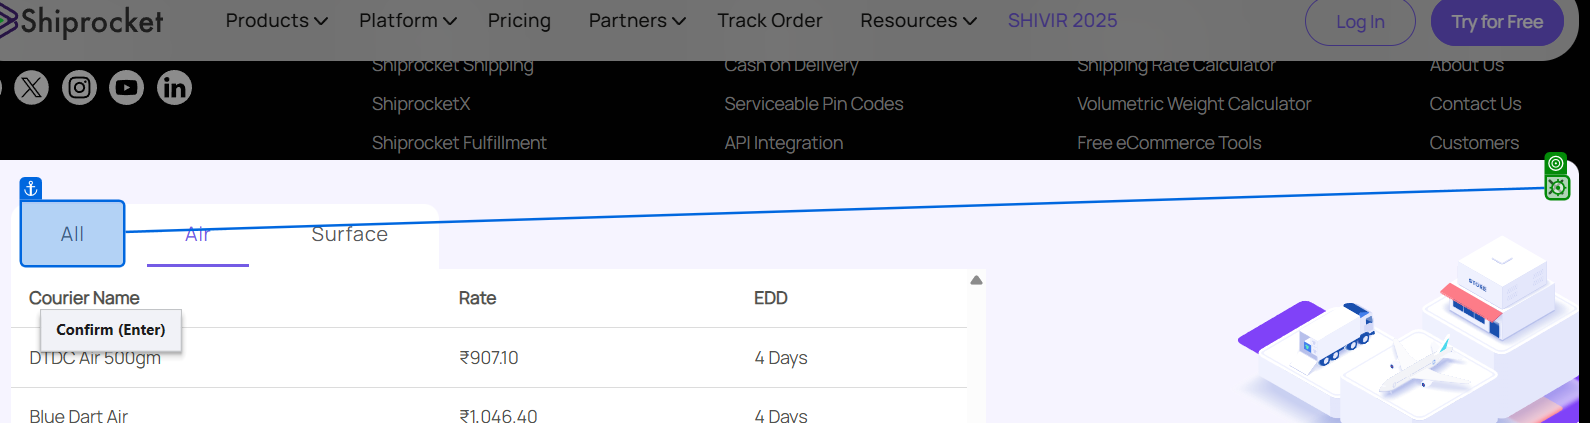 Shiprocket Products Platform Pricing Partners Track Order Resources SHIVIR 2025 Log In Try for Free
Shiprocket Shipping Cash on Delivery Shipping Rate Calculator About Us
ShiprocketX Serviceable Pin Codes Volumetric Weight Calculator Contact Us
Shiprocket Fulfillment API Integration Free eCommerce Tools Customers
All Air Surface
Courier Name Rate EDD
Confirm (Enter)
DTDC Air 500gm ₹907.10 4 Days
Blue Dart Air ₹1,046.40 4 Days
STORE